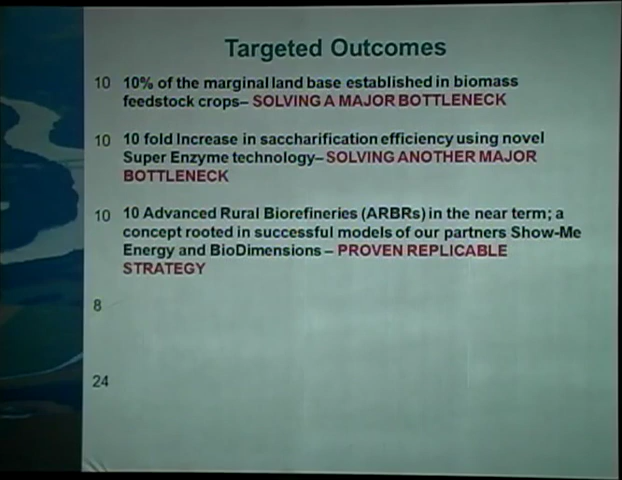 Targeted Outcomes
10 10% of the marginal land base established in biomass
feedstock crops– SOLVING A MAJOR BOTTLENECK
10 10 fold Increase in saccharification efficiency using novel
Super Enzyme technology– SOLVING ANOTHER MAJOR
BOTTLENECK
10 10 Advanced Rural Biorefineries (ARBRs) in the near term; a
concept rooted in successful models of our partners Show-Me
Energy and BioDimensions – PROVEN REPLICABLE
STRATEGY
8
24